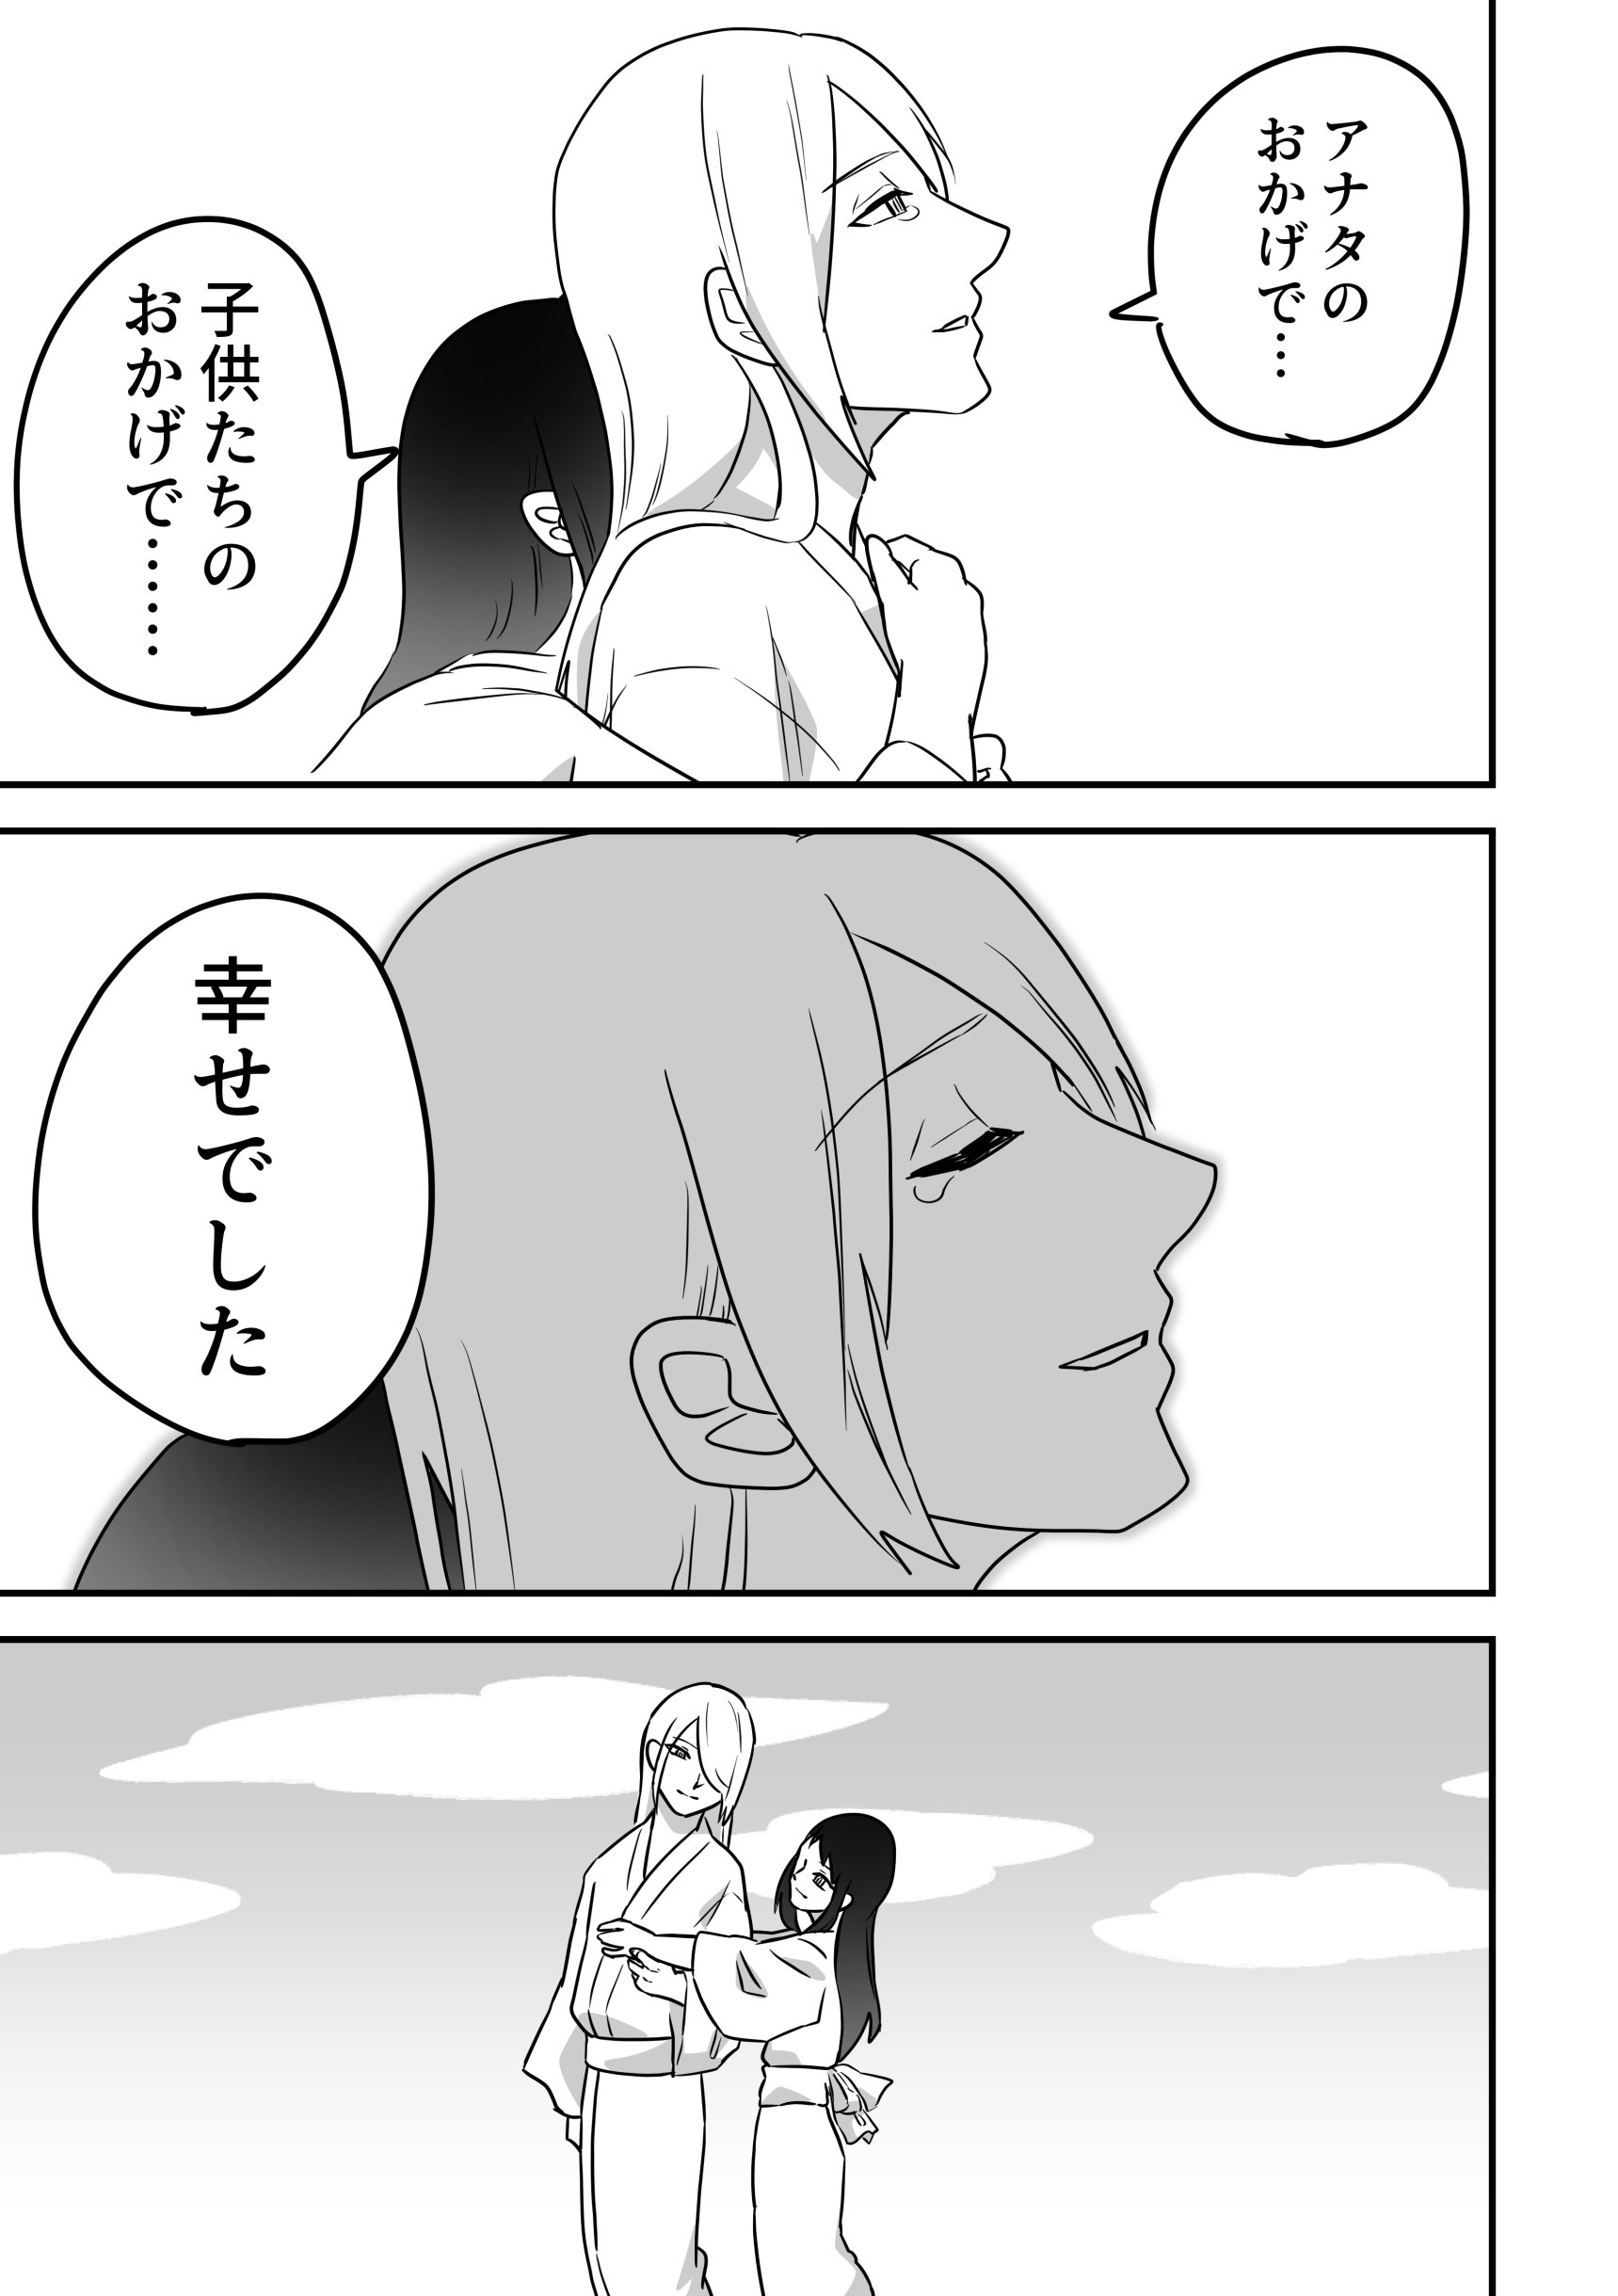 アナタの
おかげで…
子供たちの
おかげで……
幸せでした